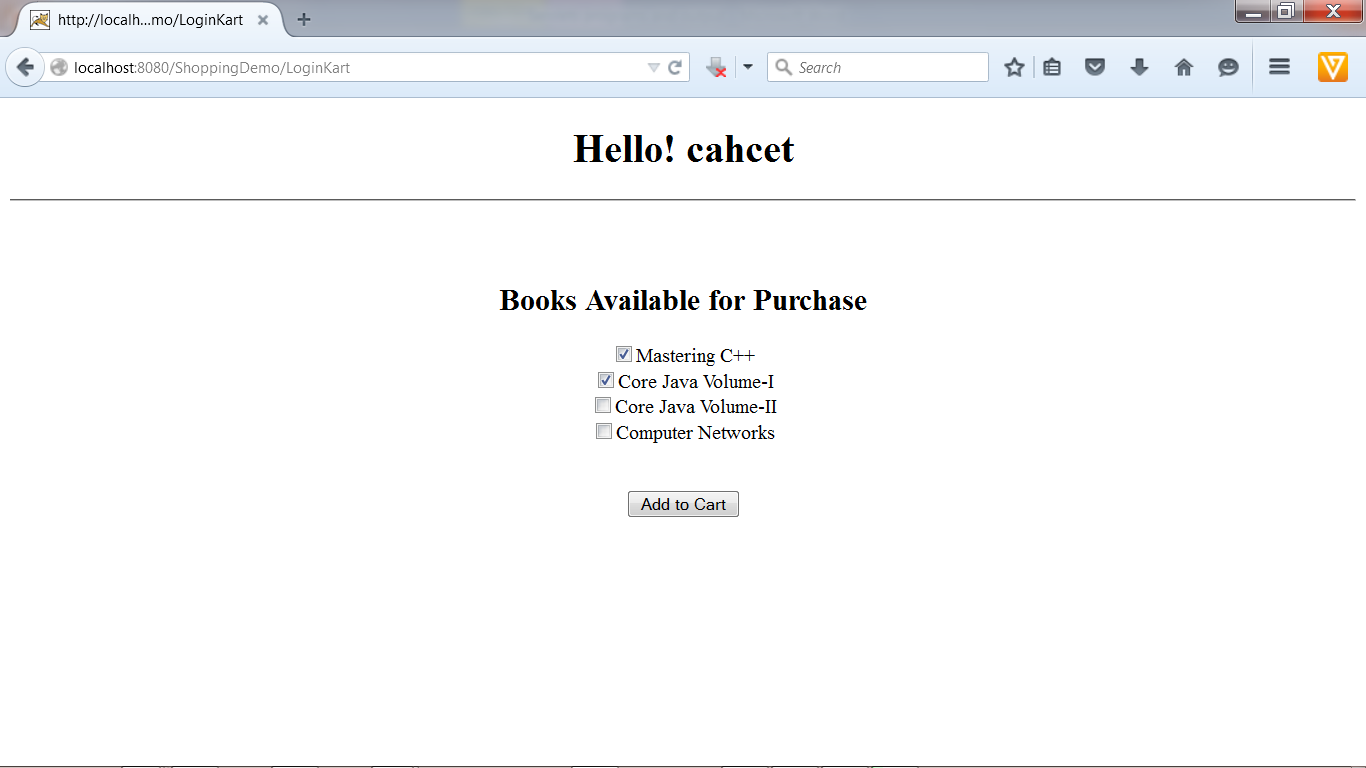 http://localh...mo/LoginKart
localhost:8080/ShoppingDemo/LoginKart
Search
Hello! cahcet
Books Available for Purchase
Mastering C++
Core Java Volume-I
Core Java Volume-II
Computer Networks
Add to Cart